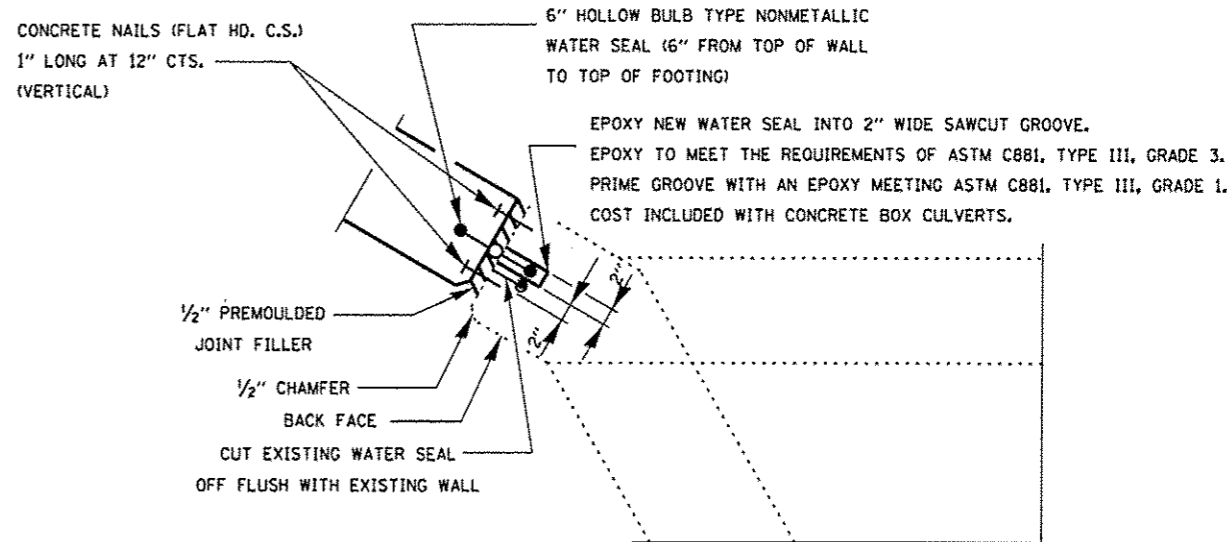 CONCRETE NAILS (FLAT HD. C.S.)
1" LONG AT 12" CTS.
(VERTICAL)
6" HOLLOW BULB TYPE NONMETALLIC
WATER SEAL (6" FROM TOP OF WALL
TO TOP OF FOOTING)
EPOXY NEW WATER SEAL INTO 2" WIDE SAWCUT GROOVE.
EPOXY TO MEET THE REQUIREMENTS OF ASTM C881, TYPE III, GRADE 3.
PRIME GROOVE WITH AN EPOXY MEETING ASTM C881, TYPE III, GRADE 1.
COST INCLUDED WITH CONCRETE BOX CULVERTS.
2"
2"
1/2" PREMOULDED
JOINT FILLER
1/2" CHAMFER
BACK FACE
CUT EXISTING WATER SEAL
OFF FLUSH WITH EXISTING WALL